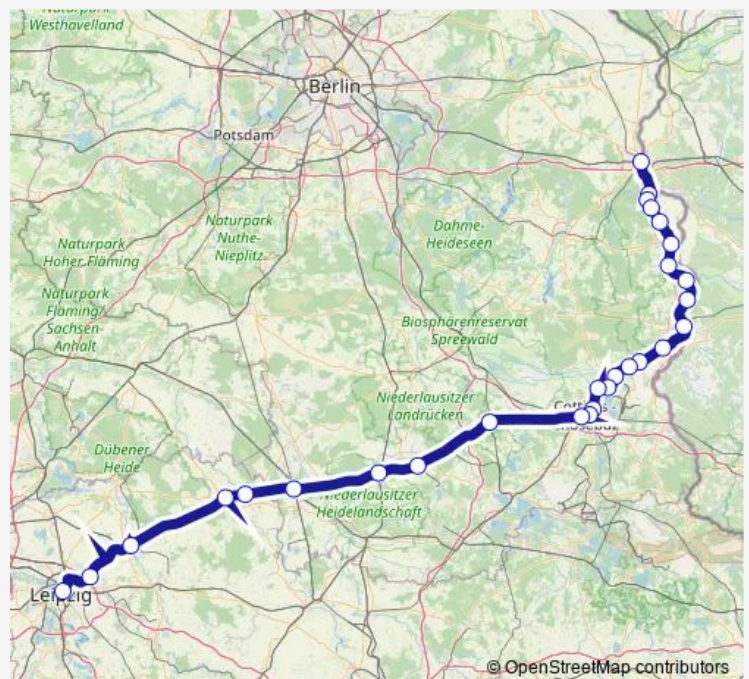 Naturpark
Westhavelland
Berlin
Potsdam
Naturpark
Nuthe-
Nieplitz
Dahme-
Heideseen
Naturpark
Hoher Fläming
Naturpark
Fläming/
Sachsen-
Anhalt
Biosphärenreservat
Spreewald
Niederlausitzer
Landrücken
Dübener
Heide
Niederlausitzer
Heidelandschaft
Leipzig
© OpenStreetMap contributors